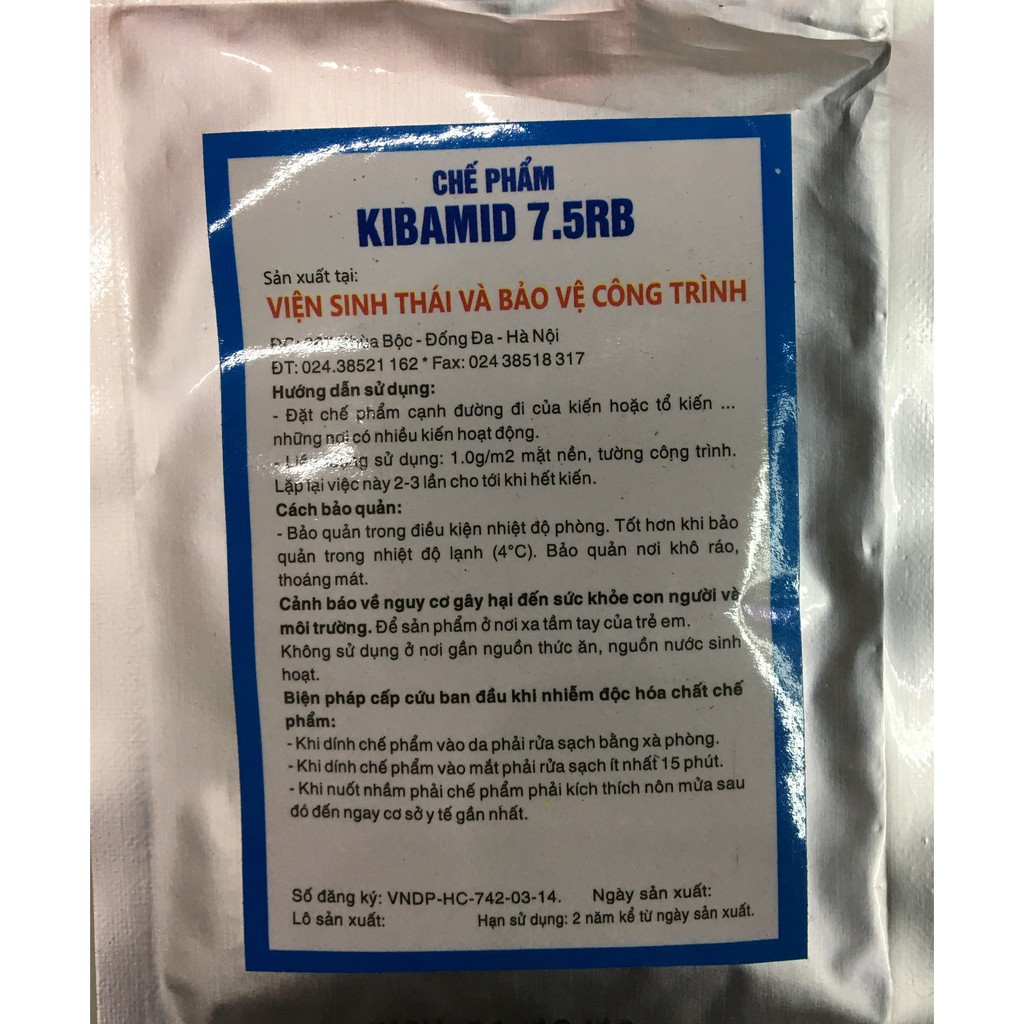 CHẾ PHẨM
KIBAMID 7.5RB
Sản xuất tại:
VIỆN SINH THÁI VÀ BẢO VỆ CÔNG TRÌNH
Bộc - Đống Đa - Hà Nội
ĐT: 024.38521 162 * Fax: 024 38518 317
Hướng dẫn sử dụng:
- Đặt chế phẩm cạnh đường đi của kiến hoặc tổ kiến ...
những nơi có nhiều kiến hoạt động.
sử dụng: 1.0g/m2 mặt nền, tường công trình.
Lặp lại việc này 2-3 lần cho tới khi hết kiến.
Cách bảo quản:
- Bảo quản trong điều kiện nhiệt độ phòng. Tốt hơn khi bảo
quản trong nhiệt độ lạnh (4°C). Bảo quản nơi khô ráo,
thoáng mát.
Cảnh báo về nguy cơ gây hại đến sức khỏe con người và
môi trường. Để sản phẩm ở nơi xa tầm tay của trẻ em.
Không sử dụng ở nơi gần nguồn thức ăn, nguồn nước sinh
hoạt.
Biện pháp cấp cứu ban đầu khi nhiễm độc hóa chất chế
phẩm:
- Khi dính chế phẩm vào da phải rửa sạch bằng xà phòng.
- Khi dính chế phẩm vào mắt phải rửa sạch ít nhất 15 phút.
- Khi nuốt nhầm phải chế phẩm phải kích thích nôn mửa sau
đó đến ngay cơ sở y tế gần nhất.
Số đăng ký: VNDP-HC-742-03-14. Ngày sản xuất:
Lô sản xuất: Hạn sử dụng: 2 năm kể từ ngày sản xuất.